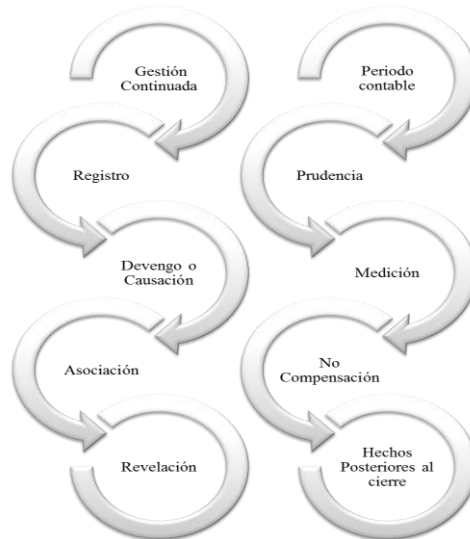 Gestión
Continuada
Registro
Devengo o
Causación
Asociación
Revelación
Periodo
contable
Prudencia
Medición
No
Compensación
Hechos
Posteriores al
cierre